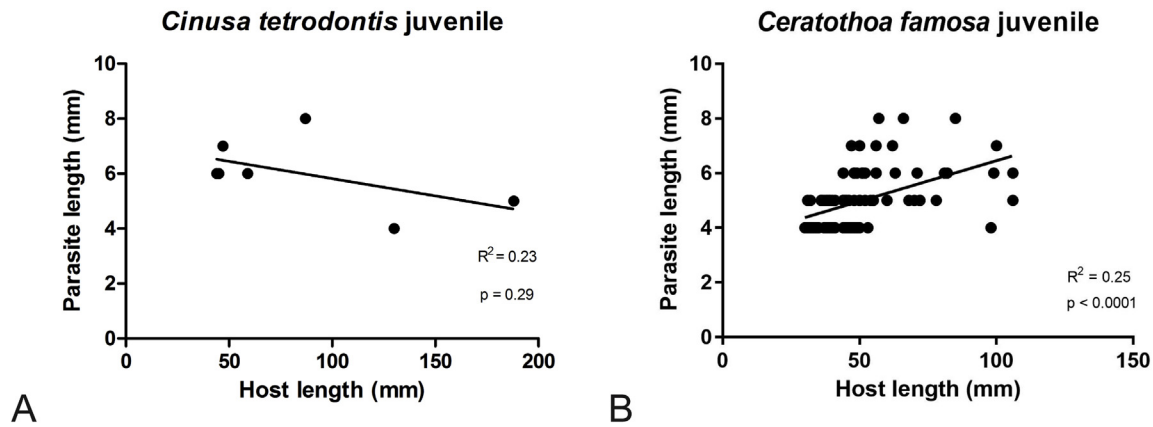 Cinusa tetrodontis juvenile
10
8
6
4
2
0
Parasite length (mm)
R2 = 0.23
p = 0.29
0 50 100 150 200
Host length (mm)
A
Ceratothoa famosa juvenile
10
8
6
4
2
0
Parasite length (mm)
R2 = 0.25
p < 0.0001
0 50 100 150
Host length (mm)
B